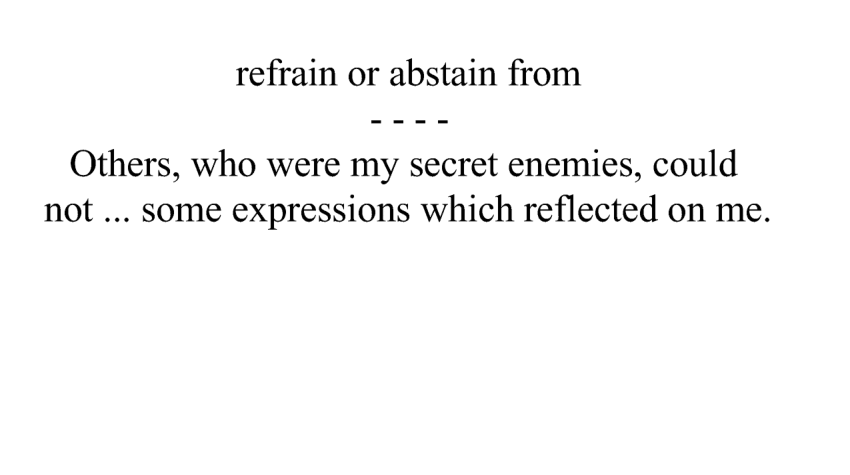 refrain or abstain from
- - - -
Others, who were my secret enemies, could
not ... some expressions which reflected on me.